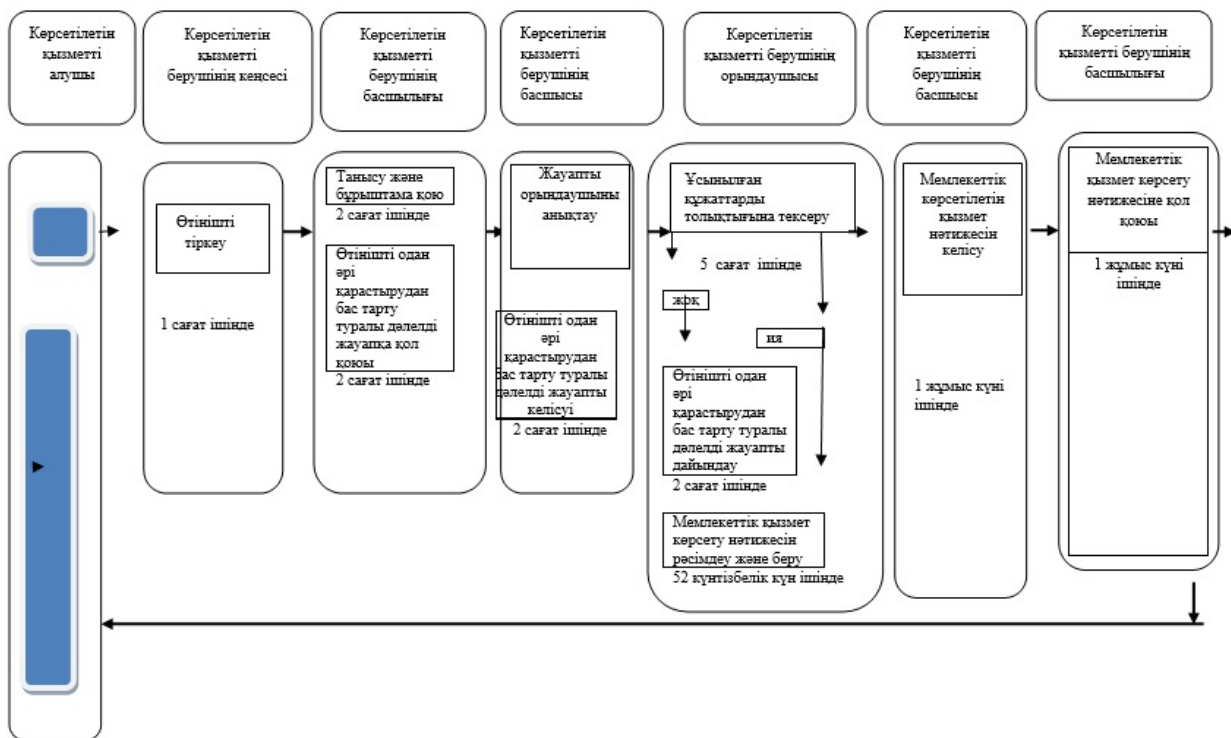 Көрсетілетін
қызметті
алушы
Көрсетілетін
қызметті
берушінің кеңсесі
Көрсетілетін
қызметті
берушінің
басшылығы
Көрсетілетін
қызметті
берушінің
басшысы
Көрсетілетін
қызметті берушінің
орындаушысы
Көрсетілетін
қызметті
берушінің
басшысы
Көрсетілетін
қызметті берушінің
басшылығы
Өтінішті
тіркеу
1 сағат ішінде
Танысу және
бұрыштама қою
2 сағат ішінде
Өтінішті одан
әрі
қарастырудан
бас тарту
туралы дәлелді
жауапқа қол
қоюы
2 сағат ішінде
Жауапты
орындаушыны
анықтау
Өтінішті одан
әрі
қарастырудан
бас тарту туралы
дәлелді жауапты
келісуі
2 сағат ішінде
Ұсынылған
құжаттарды
толықтығына тексеру
5 сағат ішінде
жоқ
ия
Өтінішті одан
әрі
қарастырудан
бас тарту туралы
дәлелді жауапты
дайындау
2 сағат ішінде
Мемлекеттік қызмет
көрсету нәтижесін
рәсімдеу және беру
52 күнтізбелік күн ішінде
Мемлекеттік
көрсетілетін
қызмет
нәтижесін
келісу
1 жұмыс күні
ішінде
Мемлекеттік
қызмет көрсету
нәтижесіне қол
қоюы
1 жұмыс күні
ішінде